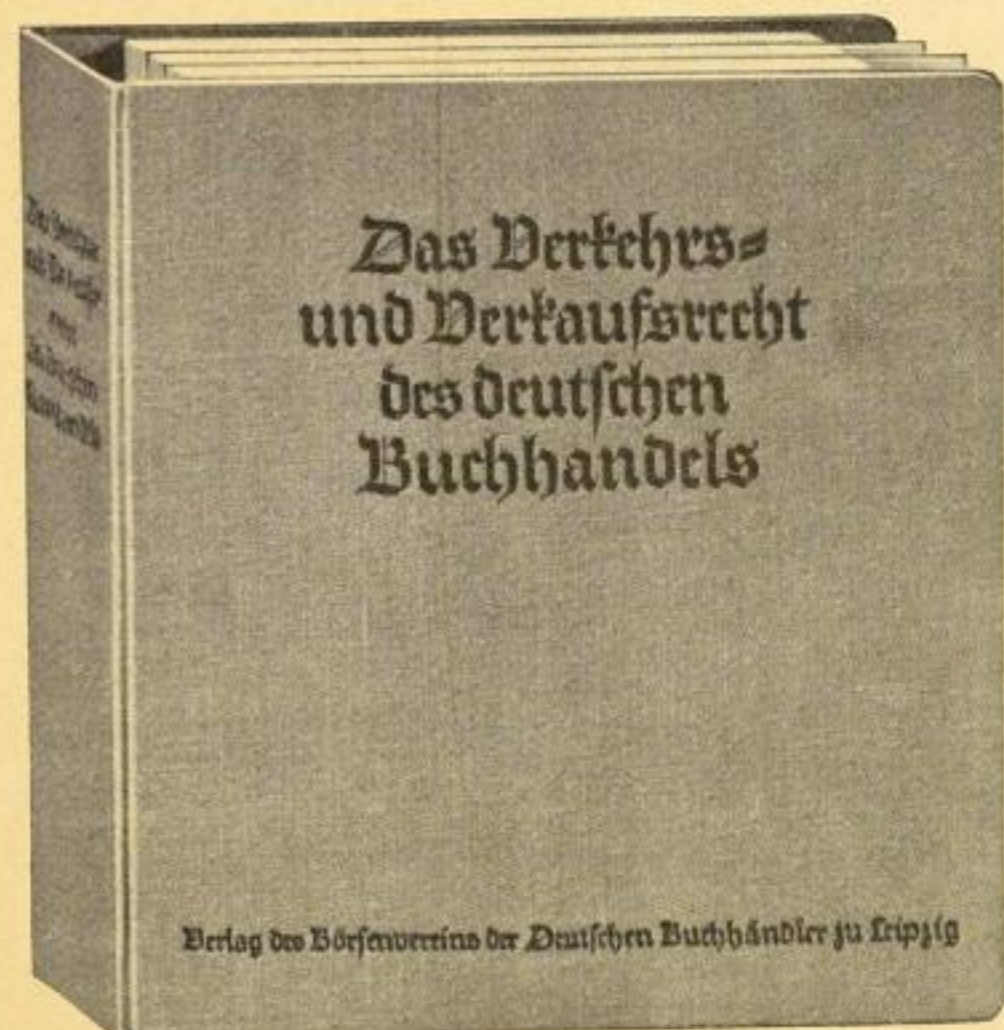 Das Verkehrs=
und Verkaufsrecht
des deutschen
Buchhandels
Verlag des Börsenvereins der Deutschen Buchhändler zu Leipzig